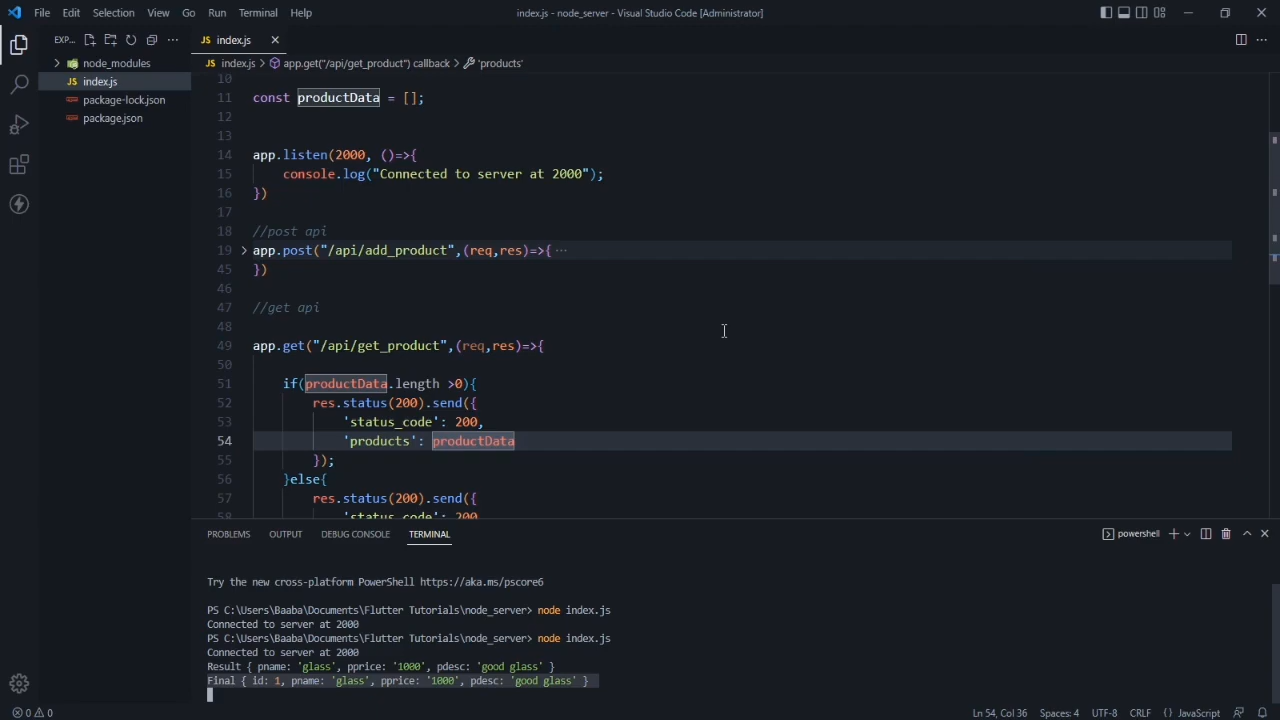 File Edit Selection View Go Run Terminal Help index.js - node_server - Visual Studio Code [Administrator]
EXP... JS index.js
JS index.js > app.get("/api/get_product") callback > 'products'
node_modules
JS index.js
package-lock.json
package.json
10
11 const productData = [];
12
13
14 app.listen(2000, ()=>{
15 console.log("Connected to server at 2000");
16 })
17
18 //post api
19 app.post("/api/add_product",(req,res)=>{ ...
45 })
46
47 //get api
48
49 app.get("/api/get_product",(req,res)=>{
50
51 if(productData.length >0){
52 res.status(200).send({
53 'status_code': 200,
54 'products': productData
55 });
56 }else{
57 res.status(200).send({
58 'status_code': 200
PROBLEMS OUTPUT DEBUG CONSOLE TERMINAL powershell
Try the new cross-platform PowerShell https://aka.ms/pscore6
PS C:\Users\Baaba\Documents\Flutter Tutorials\node_server> node index.js
Connected to server at 2000
PS C:\Users\Baaba\Documents\Flutter Tutorials\node_server> node index.js
Connected to server at 2000
Result { pname: 'glass', pprice: '1000', pdesc: 'good glass' }
Final { id: 1, pname: 'glass', pprice: '1000', pdesc: 'good glass' }
0 0 Ln 54, Col 36 Spaces: 4 UTF-8 CRLF {} JavaScript